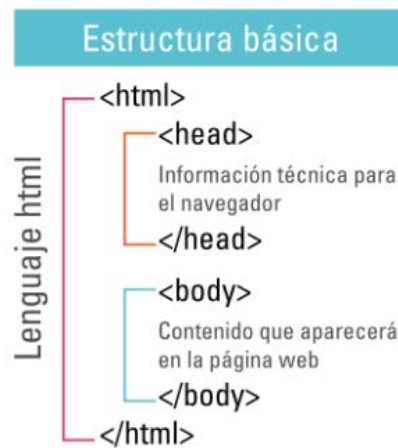 Estructura básica
Lenguaje html
<html>
<head>
Información técnica para
el navegador
</head>
<body>
Contenido que aparecerá
en la página web
</body>
</html>